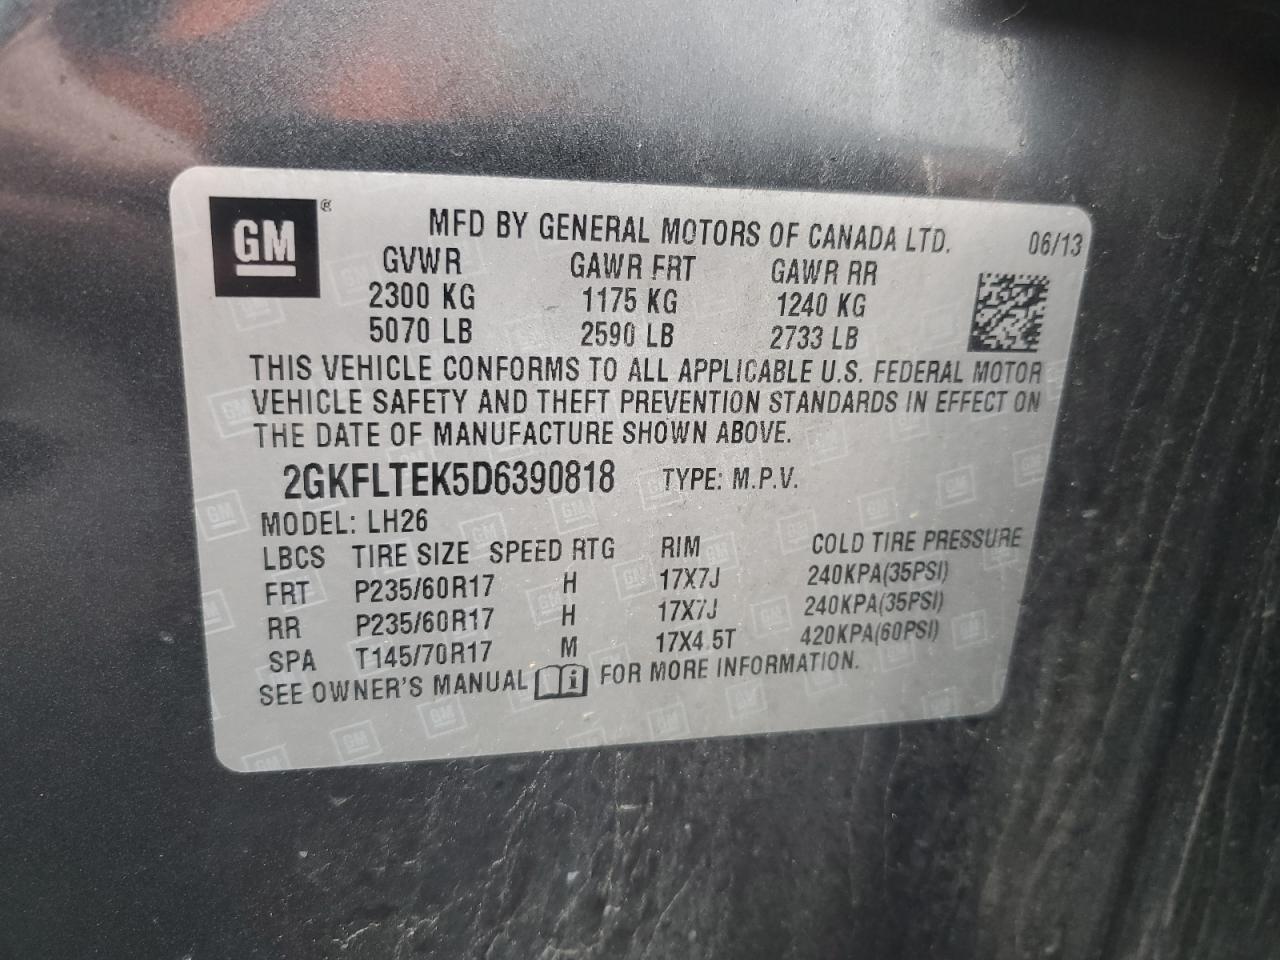 GM®
MFD BY GENERAL MOTORS OF CANADA LTD. 06/13
GVWR GAWR FRT GAWR RR
2300 KG 1175 KG 1240 KG
5070 LB 2590 LB 2733 LB
THIS VEHICLE CONFORMS TO ALL APPLICABLE U.S. FEDERAL MOTOR
VEHICLE SAFETY AND THEFT PREVENTION STANDARDS IN EFFECT ON
THE DATE OF MANUFACTURE SHOWN ABOVE.
2GKFLTEK5D6390818 TYPE: M.P.V.
MODEL: LH26
LBCS TIRE SIZE SPEED RTG RIM COLD TIRE PRESSURE
FRT P235/60R17 H 17X7J 240KPA(35PSI)
RR P235/60R17 H 17X7J 240KPA(35PSI)
SPA T145/70R17 M 17X4.5T 420KPA(60PSI)
SEE OWNER'S MANUAL FOR MORE INFORMATION.